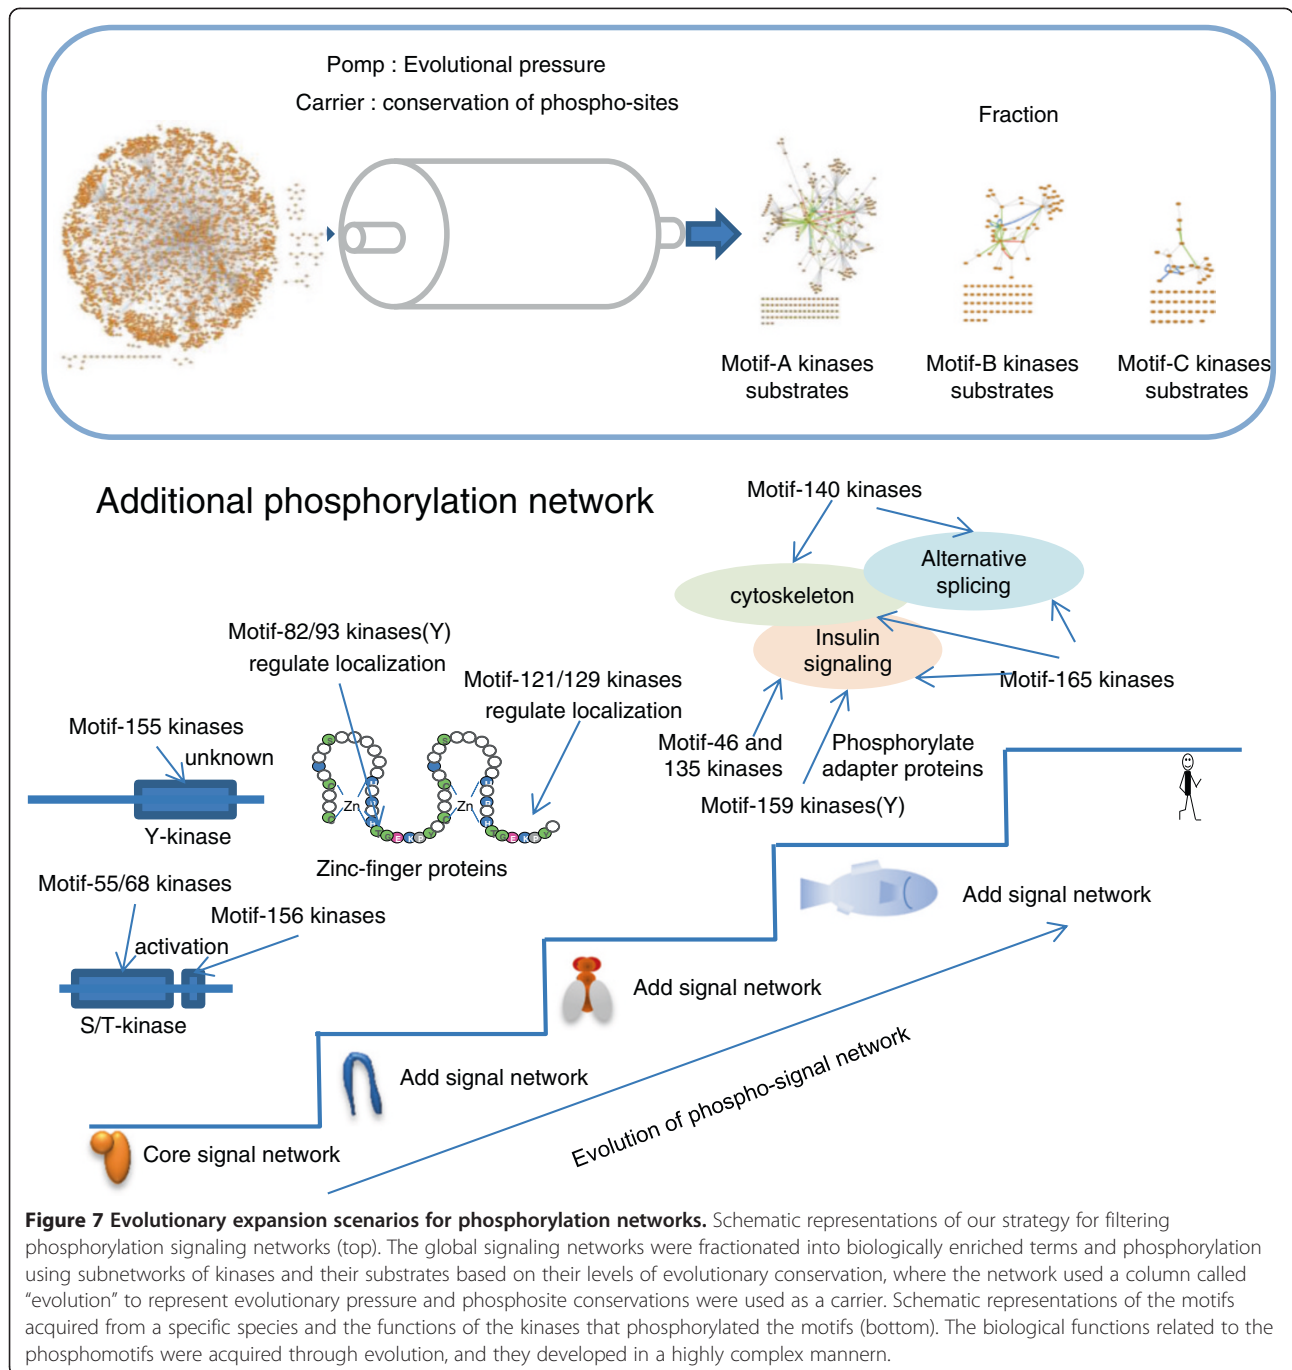 Pomp : Evolutional pressure
Carrier : conservation of phospho-sites
Fraction
Motif-A kinases
substrates
Motif-B kinases
substrates
Motif-C kinases
substrates
Additional phosphorylation network
Motif-140 kinases
Alternative
splicing
cytoskeleton
Insulin
signaling
Motif-82/93 kinases(Y)
regulate localization
Motif-121/129 kinases
regulate localization
Motif-165 kinases
Motif-155 kinases
unknown
Y-kinase
Zn
Zn
Zinc-finger proteins
Motif-46 and
135 kinases
Phosphorylate
adapter proteins
Motif-159 kinases(Y)
Motif-55/68 kinases
Motif-156 kinases
activation
S/T-kinase
Add signal network
Add signal network
Add signal network
Core signal network
Evolution of phospho-signal network
Figure 7 Evolutionary expansion scenarios for phosphorylation networks. Schematic representations of our strategy for filtering
phosphorylation signaling networks (top). The global signaling networks were fractionated into biologically enriched terms and phosphorylation
using subnetworks of kinases and their substrates based on their levels of evolutionary conservation, where the network used a column called
“evolution” to represent evolutionary pressure and phosphosite conservations were used as a carrier. Schematic representations of the motifs
acquired from a specific species and the functions of the kinases that phosphorylated the motifs (bottom). The biological functions related to the
phosphomotifs were acquired through evolution, and they developed in a highly complex mannern.